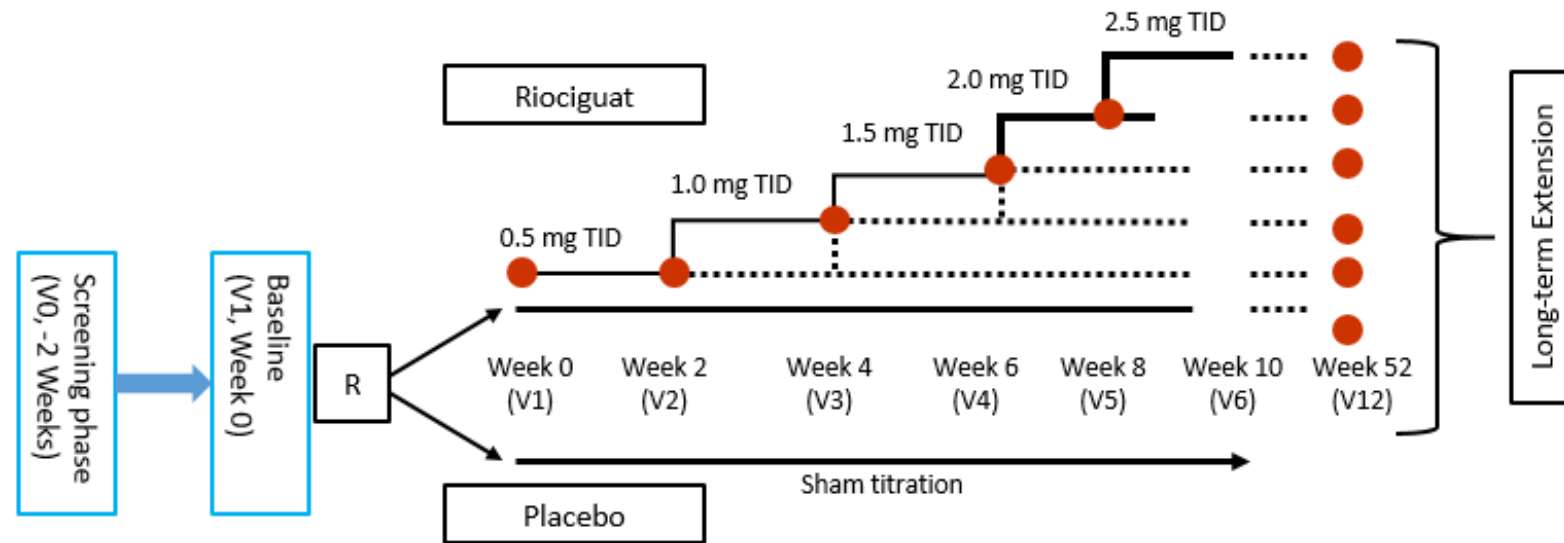 2.5 mg TID
2.0 mg TID
Riociguat
1.5 mg TID
1.0 mg TID
0.5 mg TID
Screening phase
(V0, -2 Weeks)
Baseline
(V1, Week 0)
R
Week 0
(V1)
Week 2
(V2)
Week 4
(V3)
Week 6
(V4)
Week 8
(V5)
Week 10
(V6)
Week 52
(V12)
Long-term Extension
Sham titration
Placebo